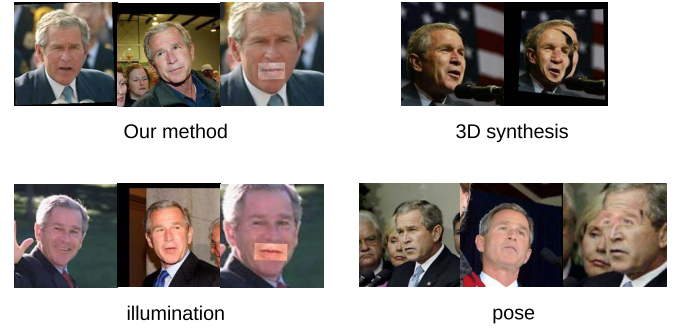 Our method
3D synthesis
illumination
pose